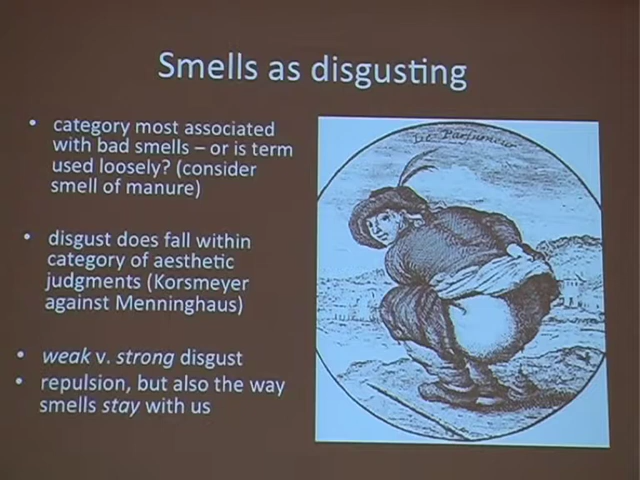 Smells as disgusting
• category most associated
with bad smells – or is term
used loosely? (consider
smell of manure)
• disgust does fall within
category of aesthetic
judgments (Korsmeyer
against Menninghaus)
• weak v. strong disgust
• repulsion, but also the way
smells stay with us
Le Parfumeur